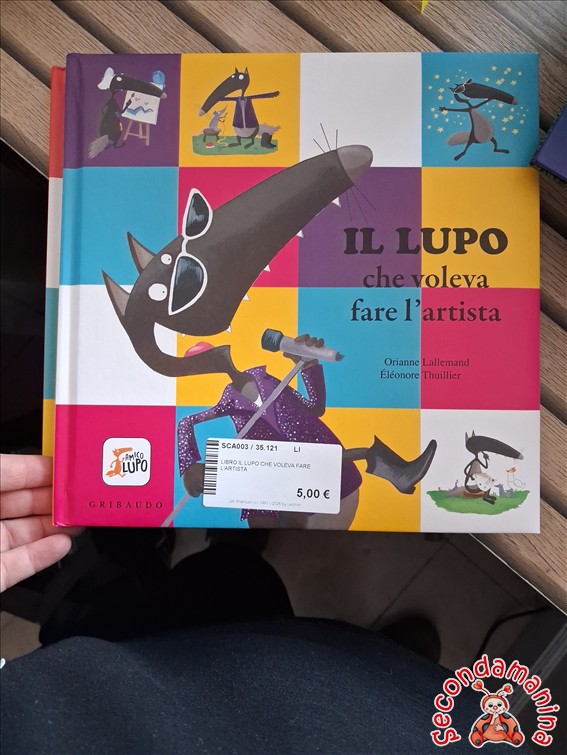 IL LUPO
che voleva
fare l'artista
Orianne Lallemand
Éléonore Thuillier
AMICO
LUPO
GRIBAUDO
SCA003 / 35.121 LI
LIBRO IL LUPO CHE VOLEVA FARE
L'ARTISTA
5,00 €
Secondamanina